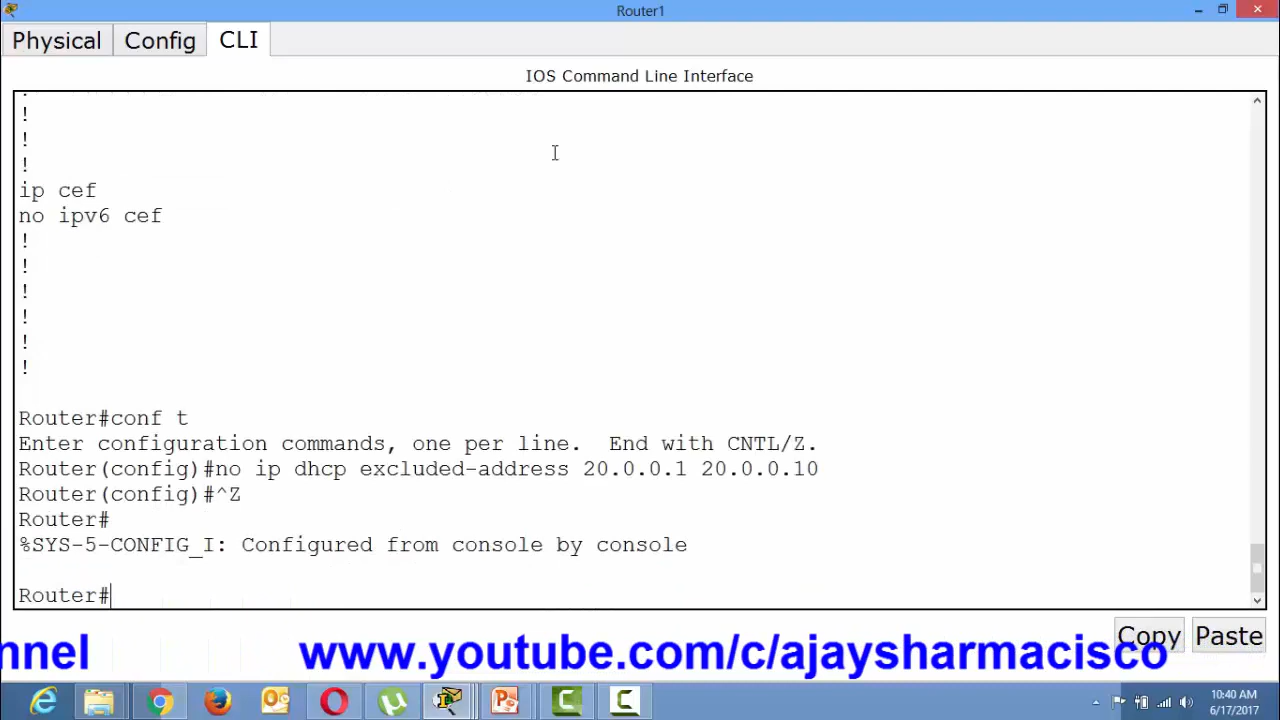 Router1
Physical Config CLI
IOS Command Line Interface
!
!
!
ip cef
no ipv6 cef
!
!
!
!
!
!
Router#conf t
Enter configuration commands, one per line.  End with CNTL/Z.
Router(config)#no ip dhcp excluded-address 20.0.0.1 20.0.0.10
Router(config)#^Z
Router#
%SYS-5-CONFIG_I: Configured from console by console
Router#
Copy Paste
nnel www.youtube.com/c/ajaysharmacisco
10:40 AM
6/17/2017